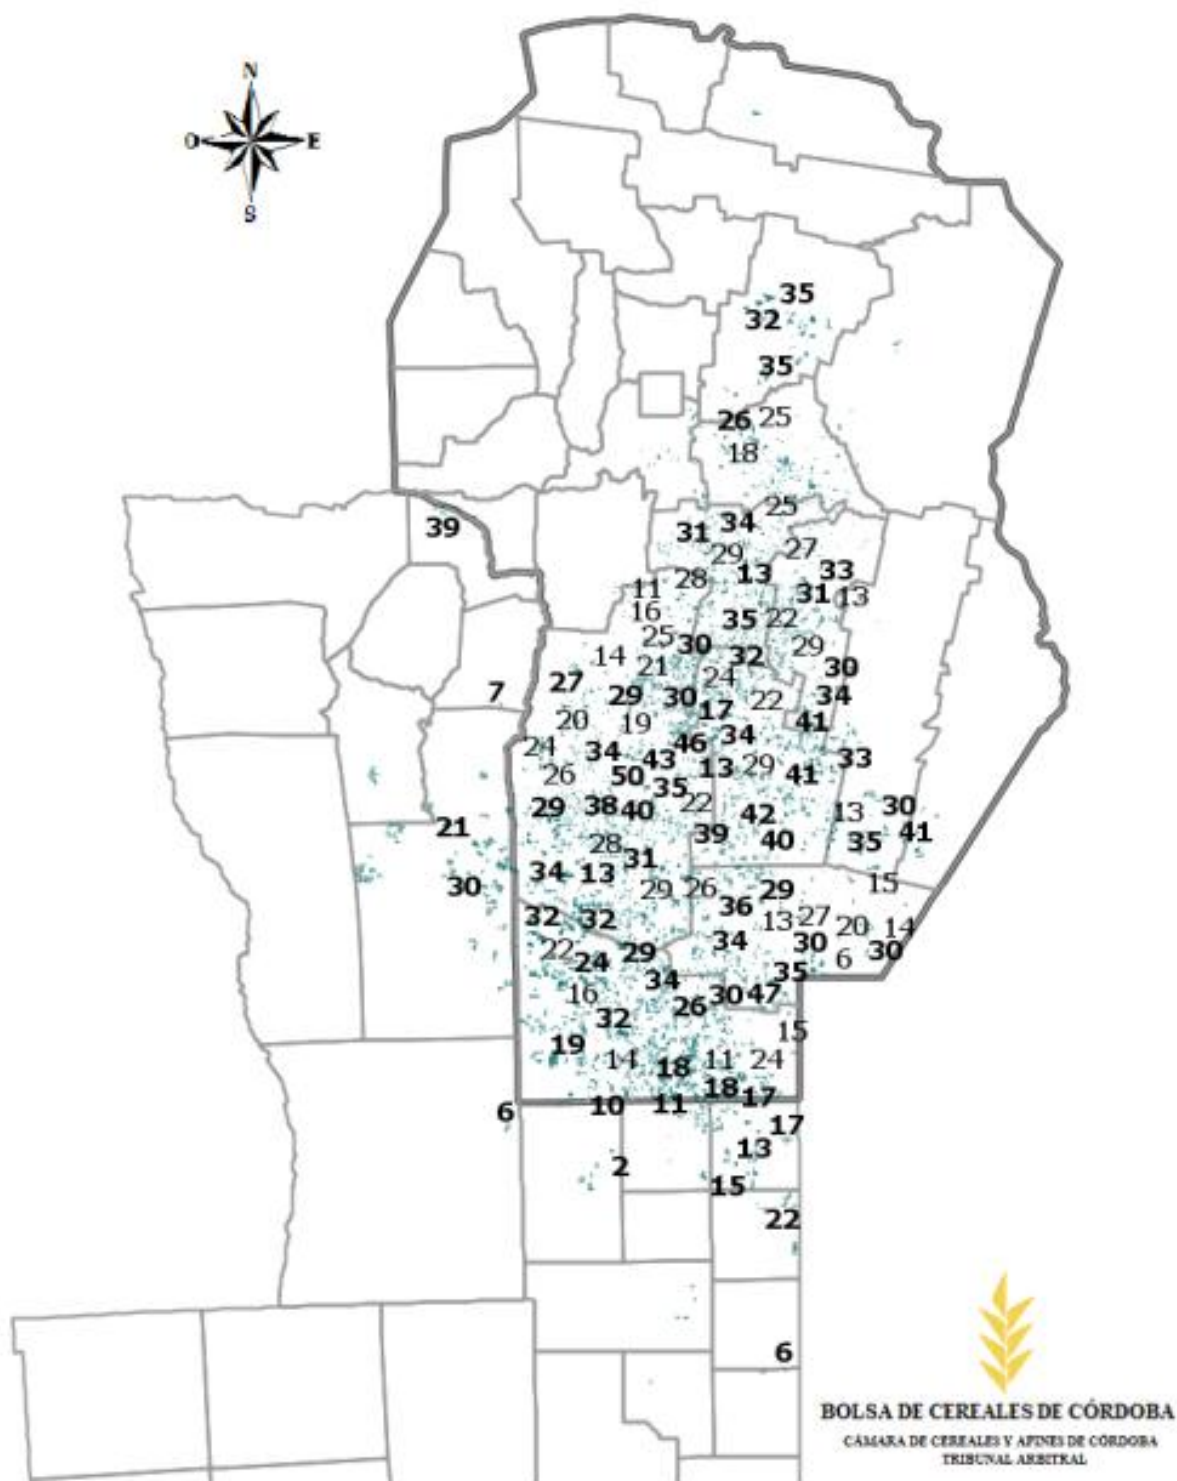 N
O E
S
35
32
35
26 25
18
25
34
31
39
29 27
13 33
28
11 31 13
16 35 22
25 30 29
14 32
21 24 30
27
7 29 30 22 34
17
20 19 41
34
24 34 46
43 33
13 29
26 50 41
35
29 38 40 22 13 30
42
21 39 41
40 35
28
31
34 13
30 29 26 29 15
36
32 32 13 27
20 14
34 30
22 24 29 30
6
34 35
16 30 47
26
32
15
19
14 11 24
18
18
17
6 10 11
17
13
2
15
22
6
BOLSA DE CEREALES DE CÓRDOBA
CÁMARA DE CEREALES Y AFINES DE CÓRDOBA
TRIBUNAL ARBITRAL